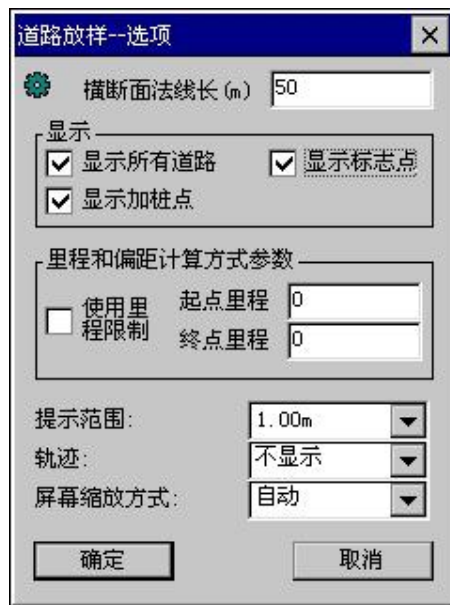 道路放样--选项
横断面法线长(m) 50
显示
显示所有道路 显示标志点
显示加桩点
里程和偏距计算方式参数
使用里程限制
起点里程 0
终点里程 0
提示范围: 1.00m
轨迹: 不显示
屏幕缩放方式: 自动
确定 取消